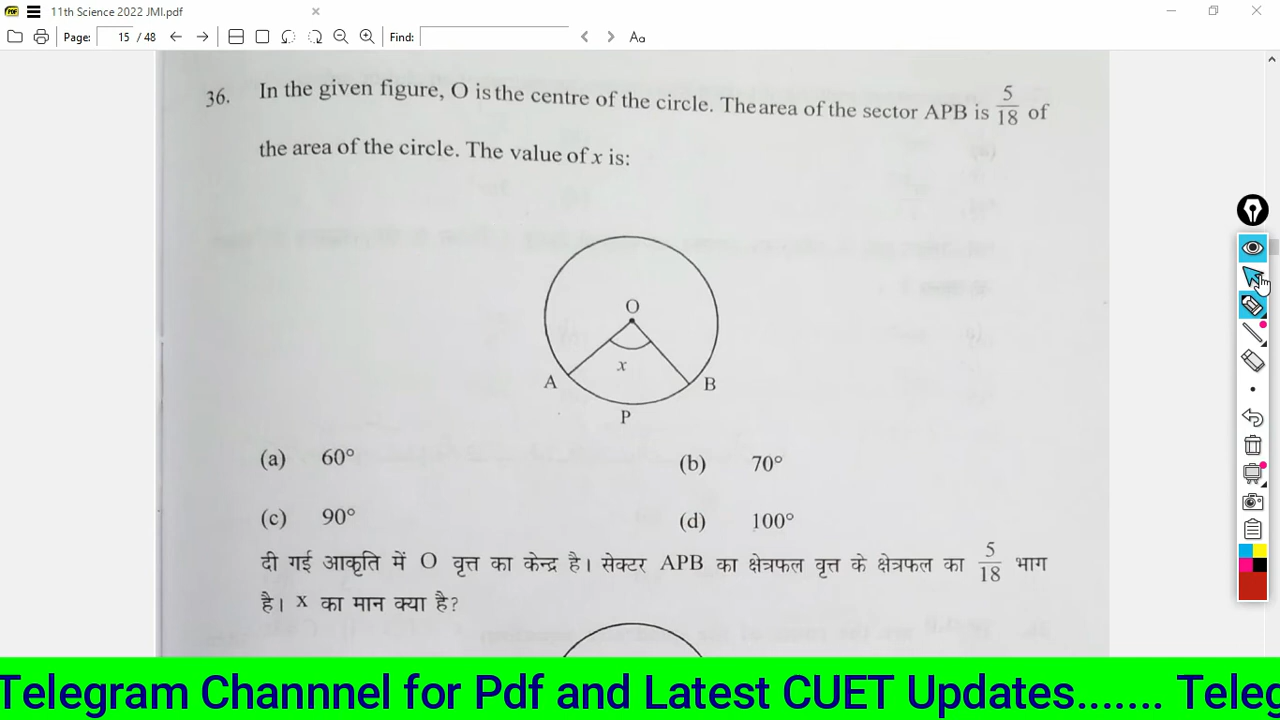 11th Science 2022 JMI.pdf
Page: 15 / 48 Find: Aa
36. In the given figure, O is the centre of the circle. The area of the sector APB is 5/18 of
the area of the circle. The value of x is:
O
x
A B
P
(a) 60° (b) 70°
(c) 90° (d) 100°
दी गई आकृति में O वृत्त का केन्द्र है। सेक्टर APB का क्षेत्रफल वृत्त के क्षेत्रफल का 5/18 भाग
है। x का मान क्या है?
Telegram Channnel for Pdf and Latest CUET Updates....... Teleg